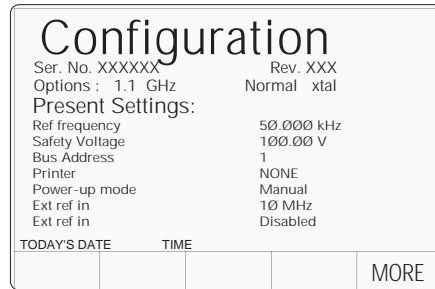 Configuration
Ser. No. XXXXXX Rev. XXX
Options : 1.1 GHz Normal xtal
Present Settings:
Ref frequency 5Ø.ØØØ kHz
Safety Voltage 1ØØ.ØØ V
Bus Address 1
Printer NONE
Power-up mode Manual
Ext ref in 1Ø MHz
Ext ref in Disabled
TODAY'S DATE TIME
MORE